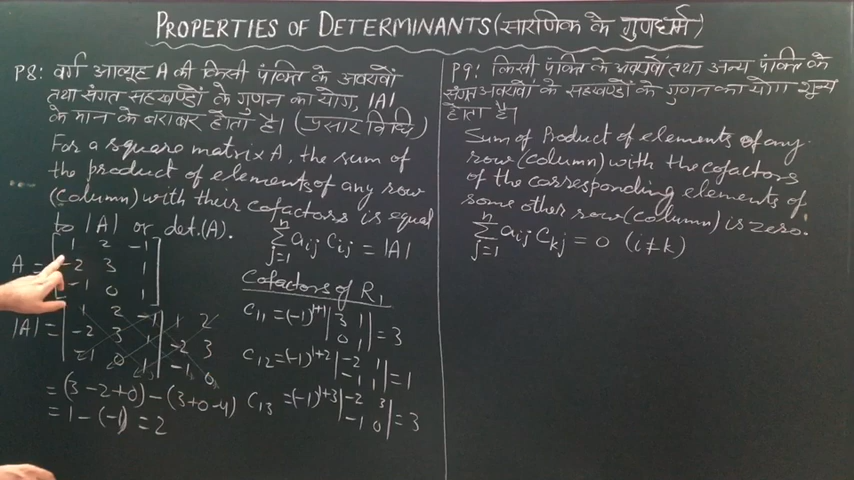 PROPERTIES OF DETERMINANTS (सारणिक के गुणधर्म)
P8: वर्ग आव्यूह A की किसी पंक्ति के अवयवों
तथा संगत सहखण्डों के गुणन का योग, |A|
के मान के बराबर होता है। (प्रसार विधि)
For a square matrix A, the sum of
the product of elements of any row
(column) with their cofactors is equal
to |A| or det.(A).
n
∑ aij Cij = |A|
j=1
A = [1 2 -1
-2 3 1
-1 0 1]
|A| = |1 2 -1| 1 2
-2 3 1| -2 3
-1 0 1| -1 0
= (3-2+0) - (3+0-4)
= 1-(-1) = 2
Cofactors of R1
C11 = (-1)^1+1 |3 1
0 1| = 3
C12 = (-1)^1+2 |-2 1
-1 1| = 1
C13 = (-1)^1+3 |-2 3
-1 0| = 3
P9: किसी पंक्ति के अवयवों तथा अन्य पंक्ति के
संगत अवयवों के सहखण्डों के गुणन का योग शून्य
होता है।
Sum of Product of elements of any
row (column) with the cofactors
of the corresponding elements of
some other row (column) is zero.
n
∑ aij Ckj = 0 (i≠k)
j=1